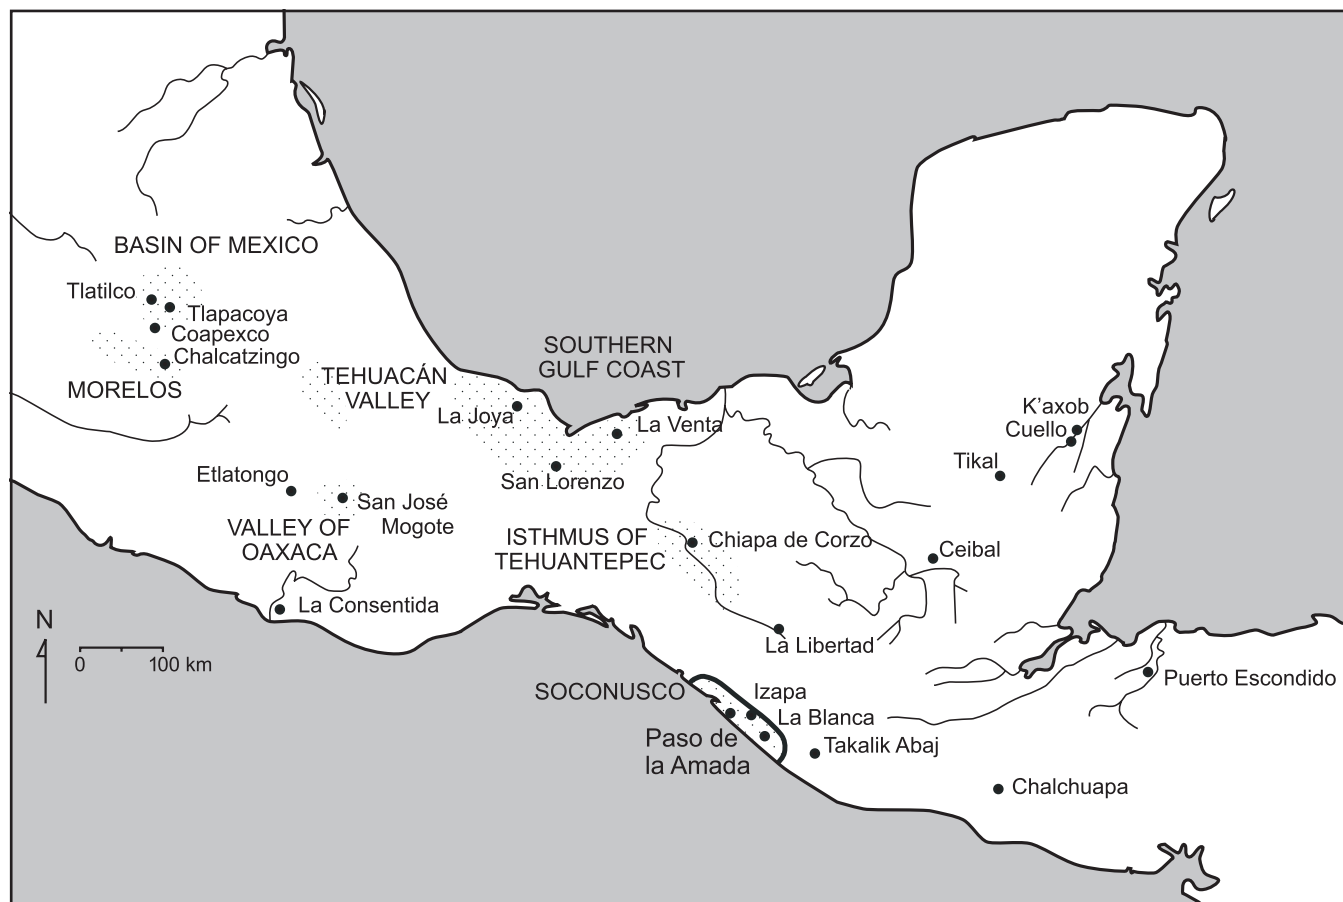 BASIN OF MEXICO
Tlatilco
Tlapacoya
Coapexco
Chalcatzingo
MORELOS
TEHUACÁN
VALLEY
SOUTHERN
GULF COAST
La Joya
La Venta
San Lorenzo
K'axob
Cuello
Tikal
Etlatongo
San José
Mogote
VALLEY OF
OAXACA
ISTHMUS OF
TEHUANTEPEC
Chiapa de Corzo
Ceibal
La Consentida
La Libertad
N
0 100 km
SOCONUSCO
Izapa
La Blanca
Paso de
la Amada
Takalik Abaj
Puerto Escondido
Chalchuapa